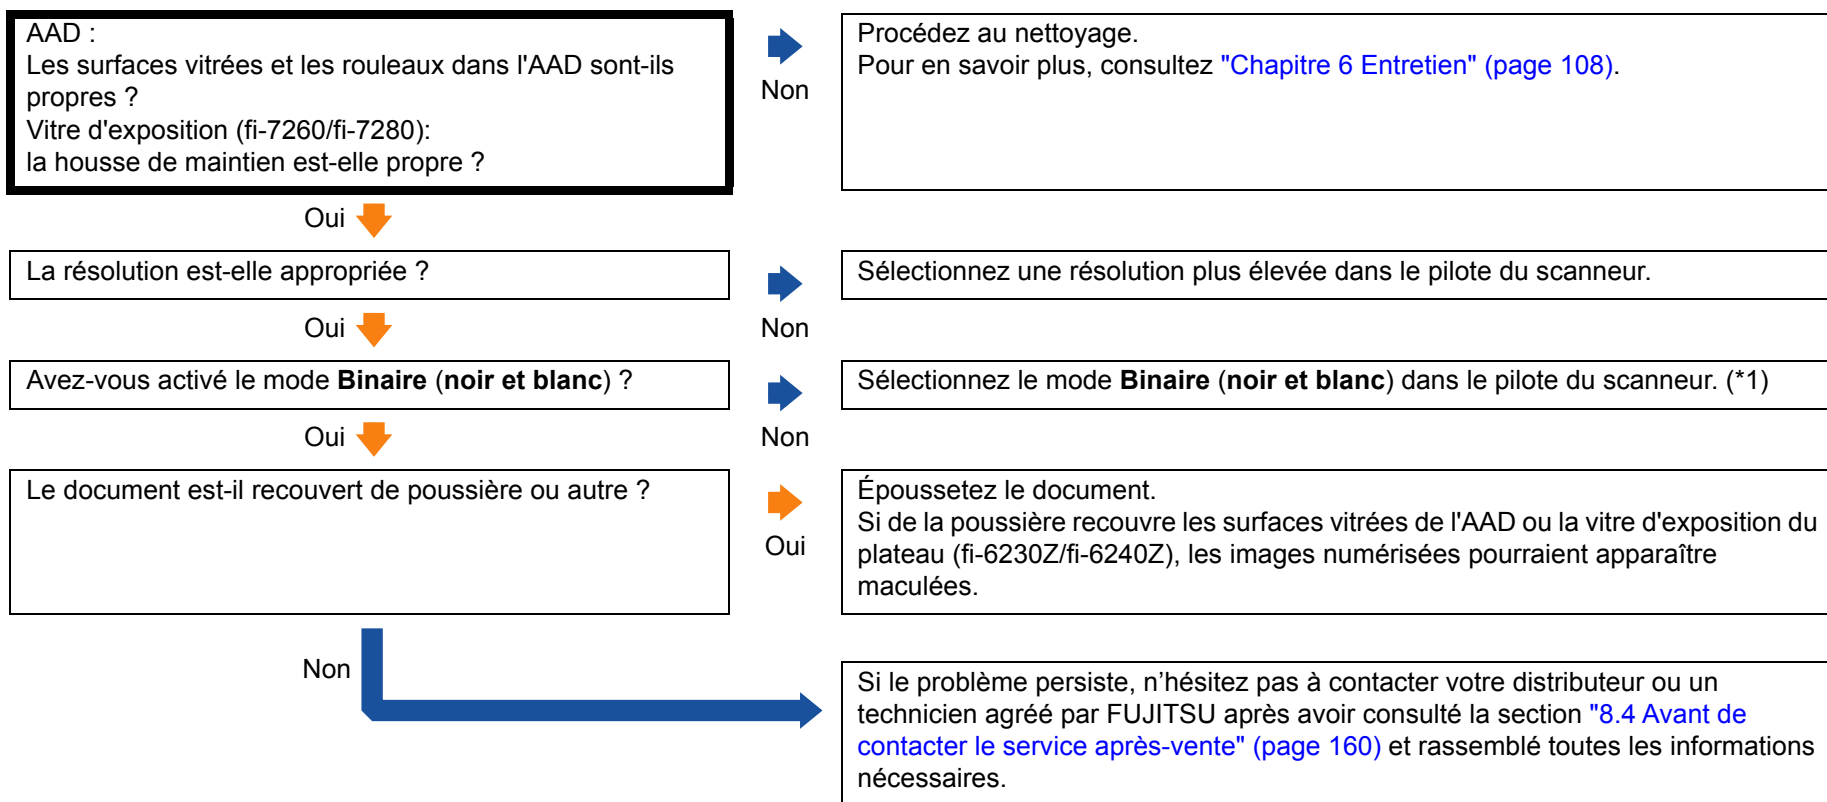 AAD :
Les surfaces vitrées et les rouleaux dans l'AAD sont-ils
propres ?
Vitre d'exposition (fi-7260/fi-7280):
la housse de maintien est-elle propre ?
Non
Procédez au nettoyage.
Pour en savoir plus, consultez "Chapitre 6 Entretien" (page 108).
Oui
La résolution est-elle appropriée ?
Non
Sélectionnez une résolution plus élevée dans le pilote du scanneur.
Oui
Avez-vous activé le mode Binaire (noir et blanc) ?
Non
Sélectionnez le mode Binaire (noir et blanc) dans le pilote du scanneur. (*1)
Oui
Le document est-il recouvert de poussière ou autre ?
Oui
Époussetez le document.
Si de la poussière recouvre les surfaces vitrées de l'AAD ou la vitre d'exposition du
plateau (fi-6230Z/fi-6240Z), les images numérisées pourraient apparaître
maculées.
Non
Si le problème persiste, n’hésitez pas à contacter votre distributeur ou un
technicien agréé par FUJITSU après avoir consulté la section "8.4 Avant de
contacter le service après-vente" (page 160) et rassemblé toutes les informations
nécessaires.